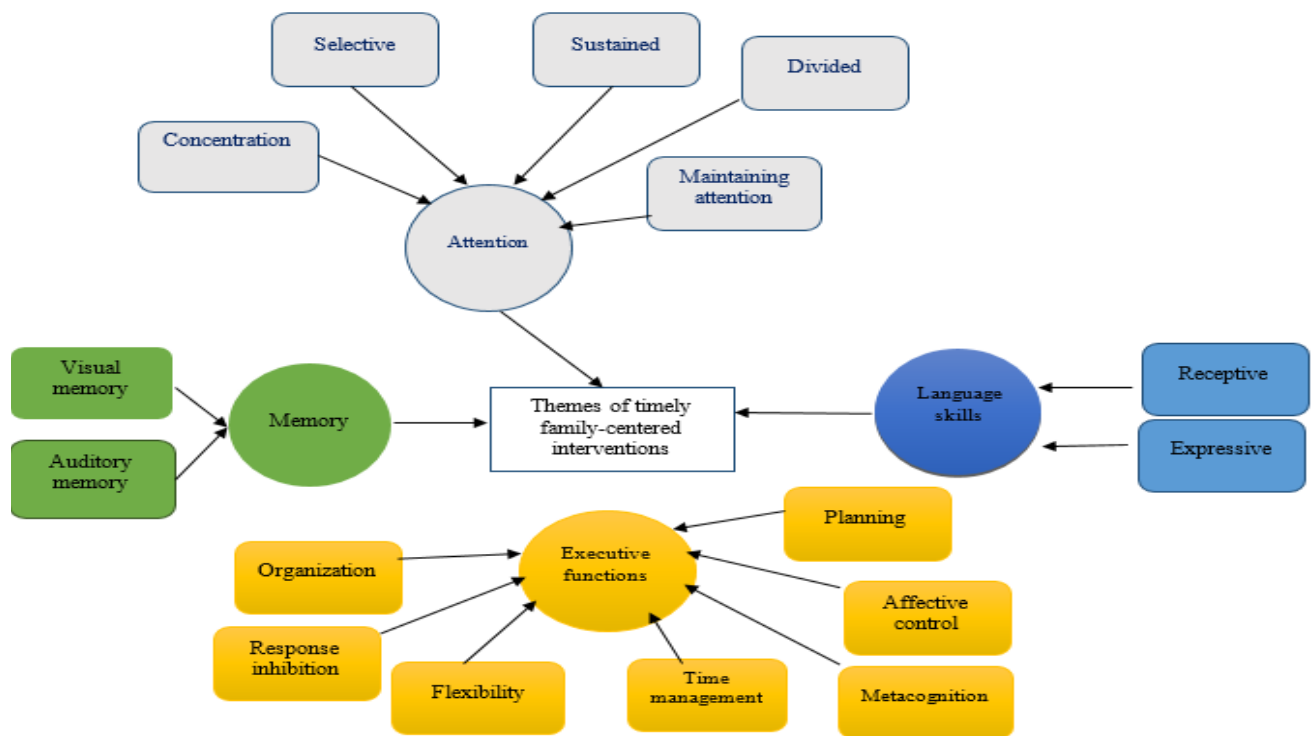 Selective
Sustained
Divided
Concentration
Maintaining
attention
Attention
Visual
memory
Auditory
memory
Memory
Themes of timely
family-centered
interventions
Language
skills
Receptive
Expressive
Executive
functions
Planning
Organization
Affective
control
Response
inhibition
Flexibility
Time
management
Metacognition